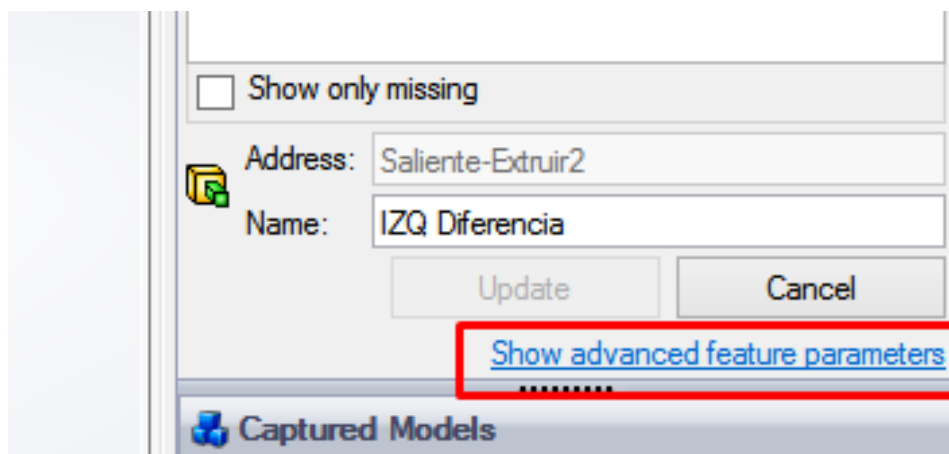 Show only missing
Address: Saliente-Extruir2
Name: IZQ Diferencia
Update Cancel
Show advanced feature parameters
Captured Models